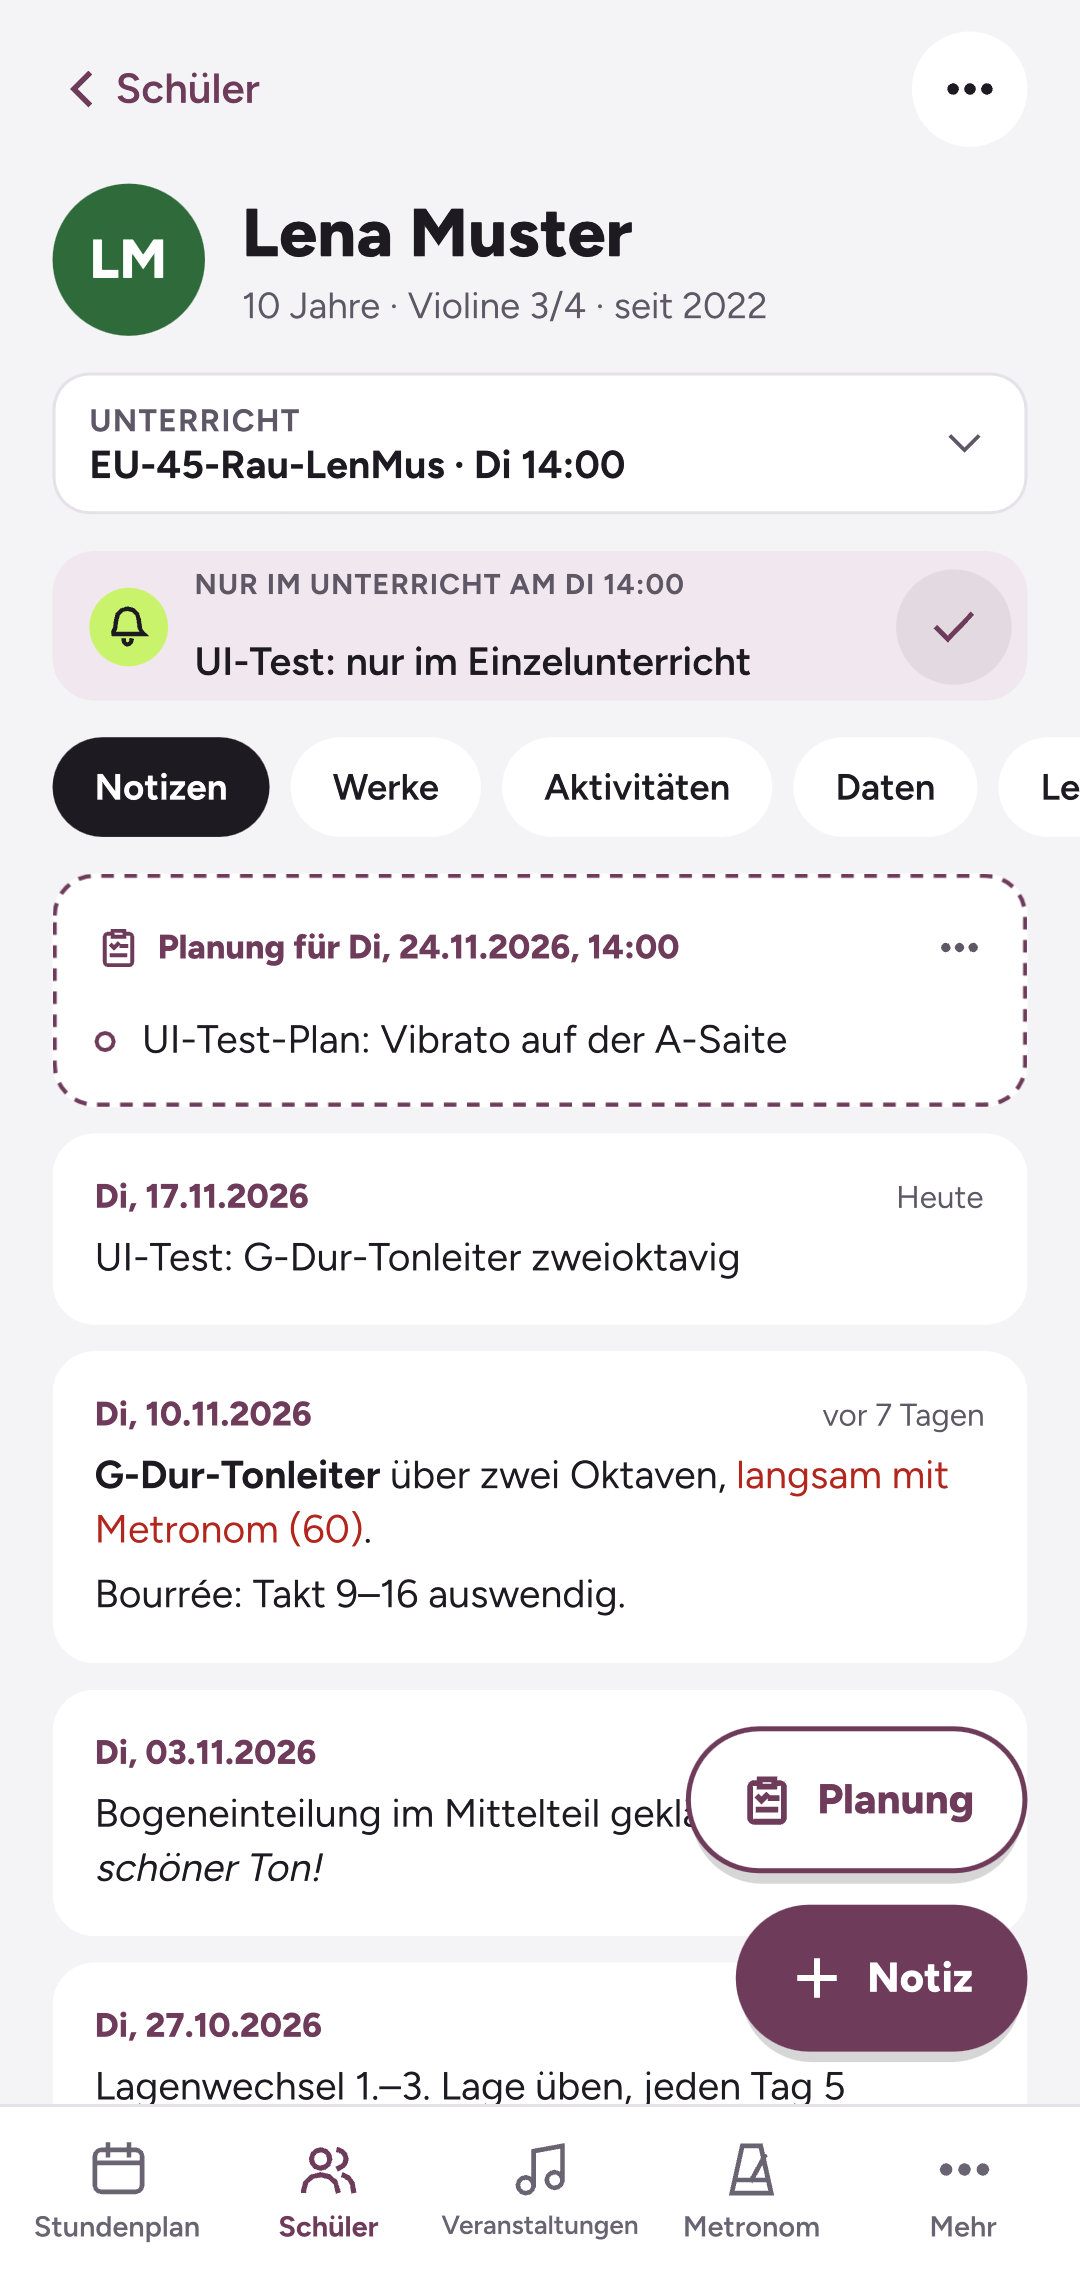 Schüler
LM
Lena Muster
10 Jahre · Violine 3/4 · seit 2022
UNTERRICHT
EU-45-Rau-LenMus · Di 14:00
NUR IM UNTERRICHT AM DI 14:00
UI-Test: nur im Einzelunterricht
Notizen
Werke
Aktivitäten
Daten
Le
Planung für Di, 24.11.2026, 14:00
UI-Test-Plan: Vibrato auf der A-Saite
Di, 17.11.2026
Heute
UI-Test: G-Dur-Tonleiter zweioktavig
Di, 10.11.2026
vor 7 Tagen
G-Dur-Tonleiter über zwei Oktaven, langsam mit
Metronom (60).
Bourrée: Takt 9–16 auswendig.
Di, 03.11.2026
Bogeneinteilung im Mittelteil
schöner Ton!
Planung
Notiz
Di, 27.10.2026
Lagenwechsel 1.–3. Lage üben, jeden Tag 5
Stundenplan
Schüler
Veranstaltungen
Metronom
Mehr